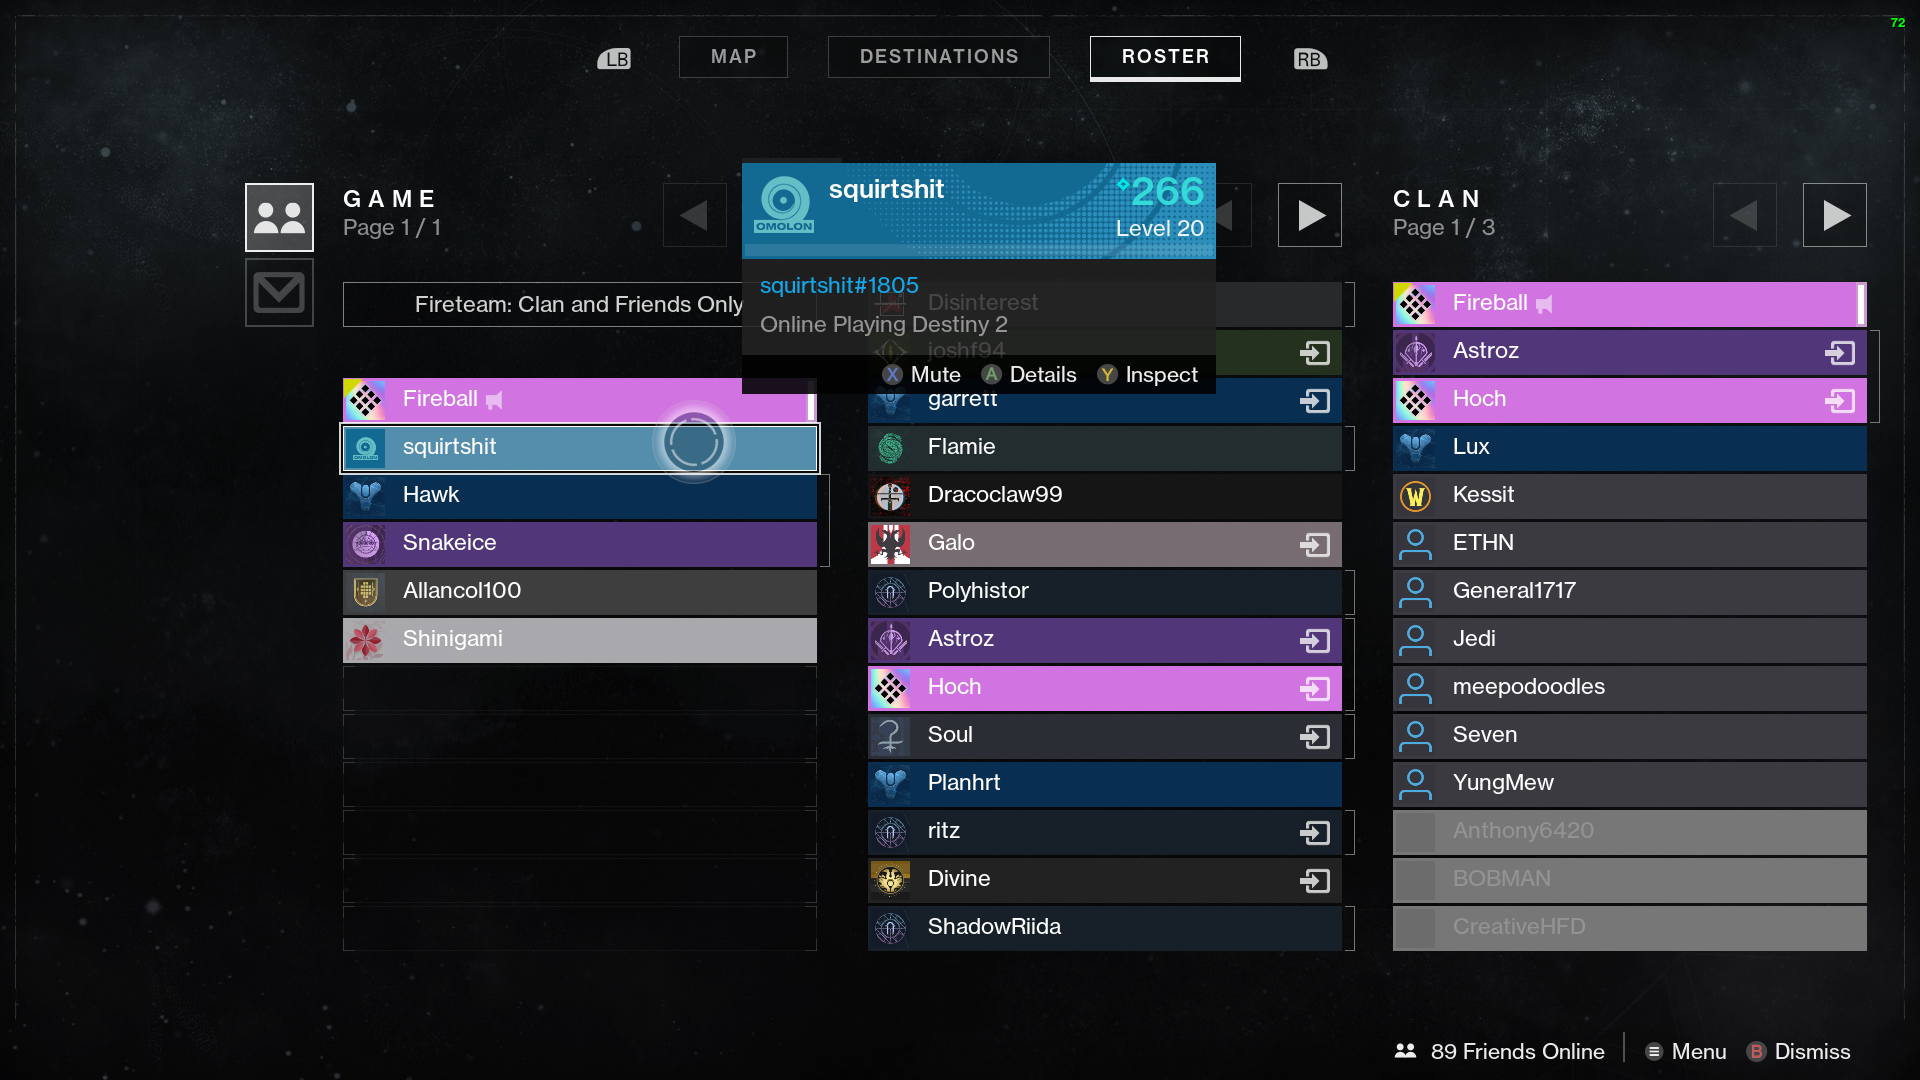 72
LB
MAP
DESTINATIONS
ROSTER
RB
GAME
Page 1 / 1
Fireteam: Clan and Friends Only
Fireball
squirtshit
Hawk
Snakeice
Allancol100
Shinigami
OMOLON
squirtshit
266
Level 20
squirtshit#1805
Online Playing Destiny 2
X Mute
A Details
Y Inspect
Disinterest
joshf94
garrett
Flamie
Dracoclaw99
Galo
Polyhistor
Astroz
Hoch
Soul
Planhrt
ritz
Divine
ShadowRiida
CLAN
Page 1 / 3
Fireball
Astroz
Hoch
Lux
Kessit
ETHN
General1717
Jedi
meepodoodles
Seven
YungMew
Anthony6420
BOBMAN
CreativeHFD
89 Friends Online
Menu
B Dismiss